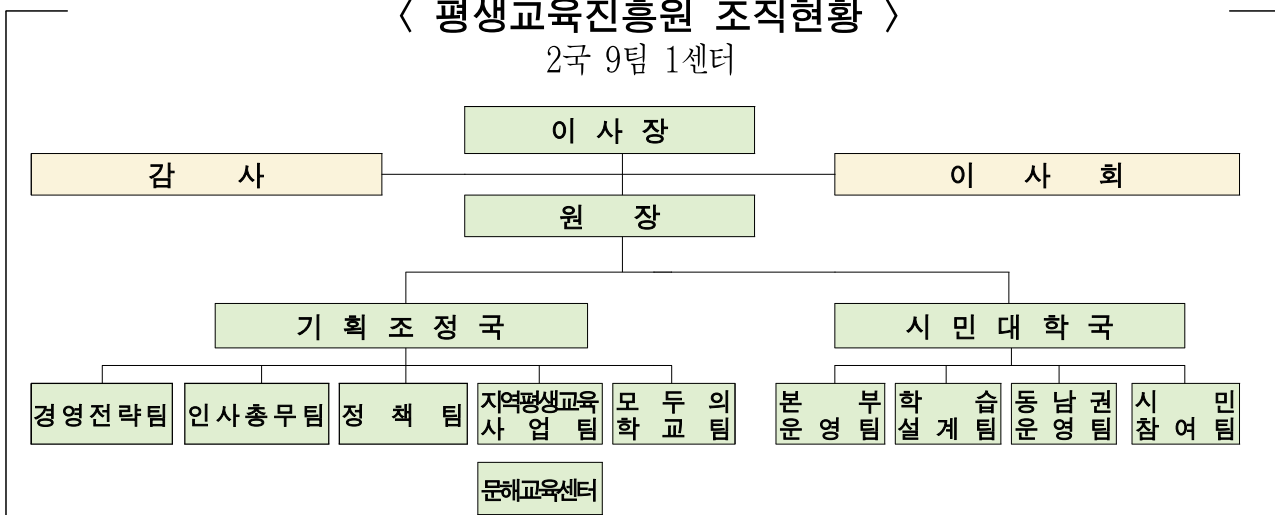 〈 평생교육진흥원 조직현황 〉
2국 9팀 1센터
이 사 장
감 사
이 사 회
원 장
기 획 조 정 국
시 민 대 학 국
경영전략팀
인사총무팀
정 책 팀
지역평생교육
사 업 팀
모 두 의
학 교 팀
본 부
운 영 팀
학 습
설 계 팀
동 남 권
운 영 팀
시 민
참 여 팀
문해교육센터